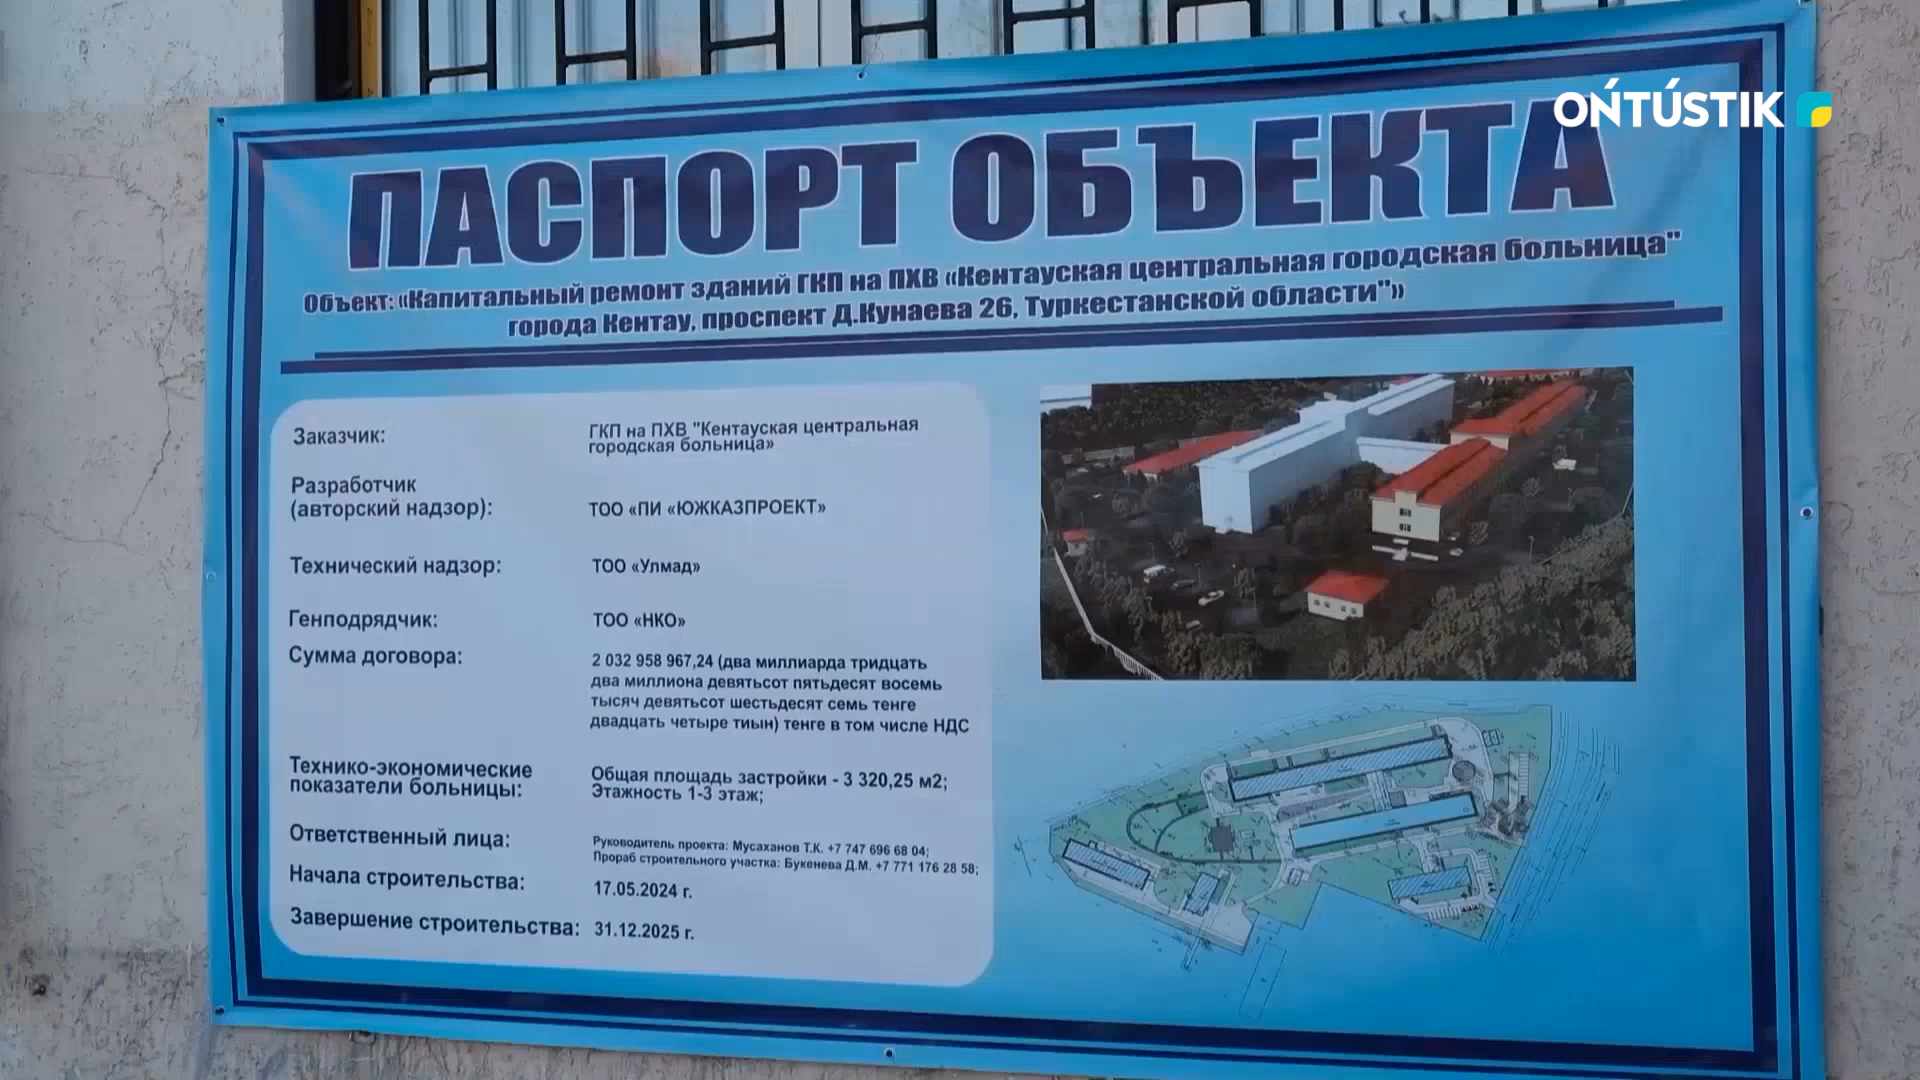 OŃTÚSTIK
ПАСПОРТ ОБЪЕКТА
Объект: «Капитальный ремонт зданий ГКП на ПХВ «Кентауская центральная городская больница"
города Кентау, проспект Д.Кунаева 26, Туркестанской области"»
Заказчик:
ГКП на ПХВ "Кентауская центральная
городская больница»
Разработчик
(авторский надзор):
ТОО «ПИ «ЮЖКАЗПРОЕКТ»
Технический надзор:
ТОО «Улмад»
Генподрядчик:
ТОО «НКО»
Сумма договора:
2 032 958 967,24 (два миллиарда тридцать
два миллиона девятьсот пятьдесят восемь
тысяч девятьсот шестьдесят семь тенге
двадцать четыре тиын) тенге в том числе НДС
Технико-экономические
показатели больницы:
Общая площадь застройки - 3 320,25 м2;
Этажность 1-3 этаж;
Ответственный лица:
Руководитель проекта: Мусаханов Т.К. +7 747 696 68 04;
Прораб строительного участка: Букенева Д.М. +7 771 176 28 58;
Начала строительства:
17.05.2024 г.
Завершение строительства:
31.12.2025 г.